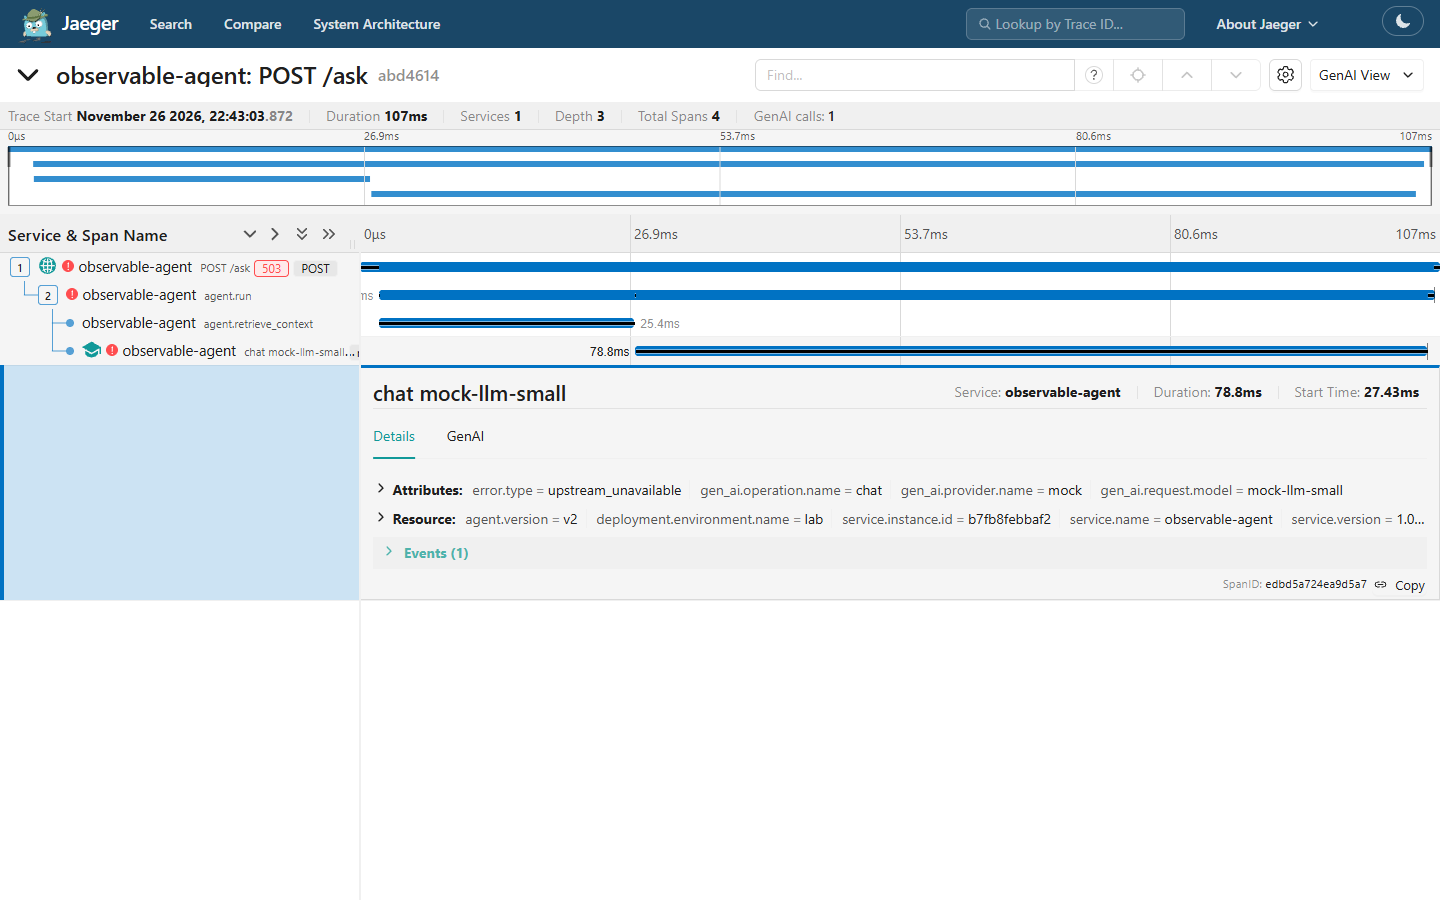 Jaeger Search Compare System Architecture Lookup by Trace ID... About Jaeger
observable-agent: POST /ask abd4614 Find... ? GenAI View
Trace Start November 26 2026, 22:43:03.872 Duration 107ms Services 1 Depth 3 Total Spans 4 GenAI calls: 1
0μs 26.9ms 53.7ms 80.6ms 107ms
Service & Span Name 0μs 26.9ms 53.7ms 80.6ms 107ms
1 observable-agent POST /ask 503 POST
2 observable-agent agent.run ms
observable-agent agent.retrieve_context 25.4ms
observable-agent chat mock-llm-small... 78.8ms
chat mock-llm-small Service: observable-agent Duration: 78.8ms Start Time: 27.43ms
Details GenAI
Attributes: error.type = upstream_unavailable gen_ai.operation.name = chat gen_ai.provider.name = mock gen_ai.request.model = mock-llm-small
Resource: agent.version = v2 deployment.environment.name = lab service.instance.id = b7fb8febbaf2 service.name = observable-agent service.version = 1.0...
Events (1)
SpanID: edbd5a724ea9d5a7 Copy